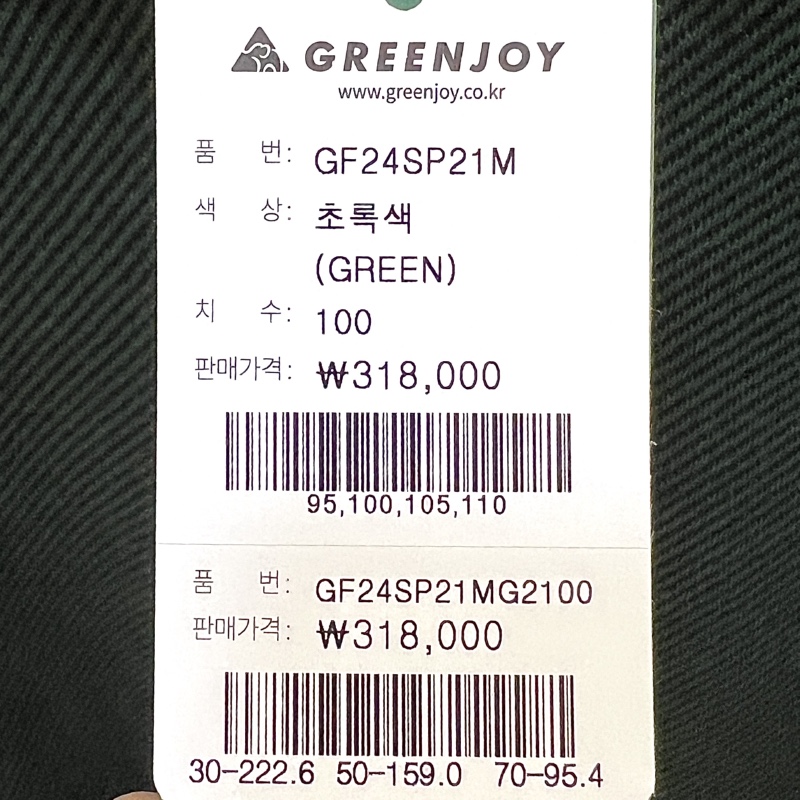 GREENJOY
www.greenjoy.co.kr
품 번: GF24SP21M
색 상: 초록색
(GREEN)
치 수: 100
판매가격: ₩318,000
95,100,105,110
품 번: GF24SP21MG2100
판매가격: ₩318,000
30-222.6 50-159.0 70-95.4